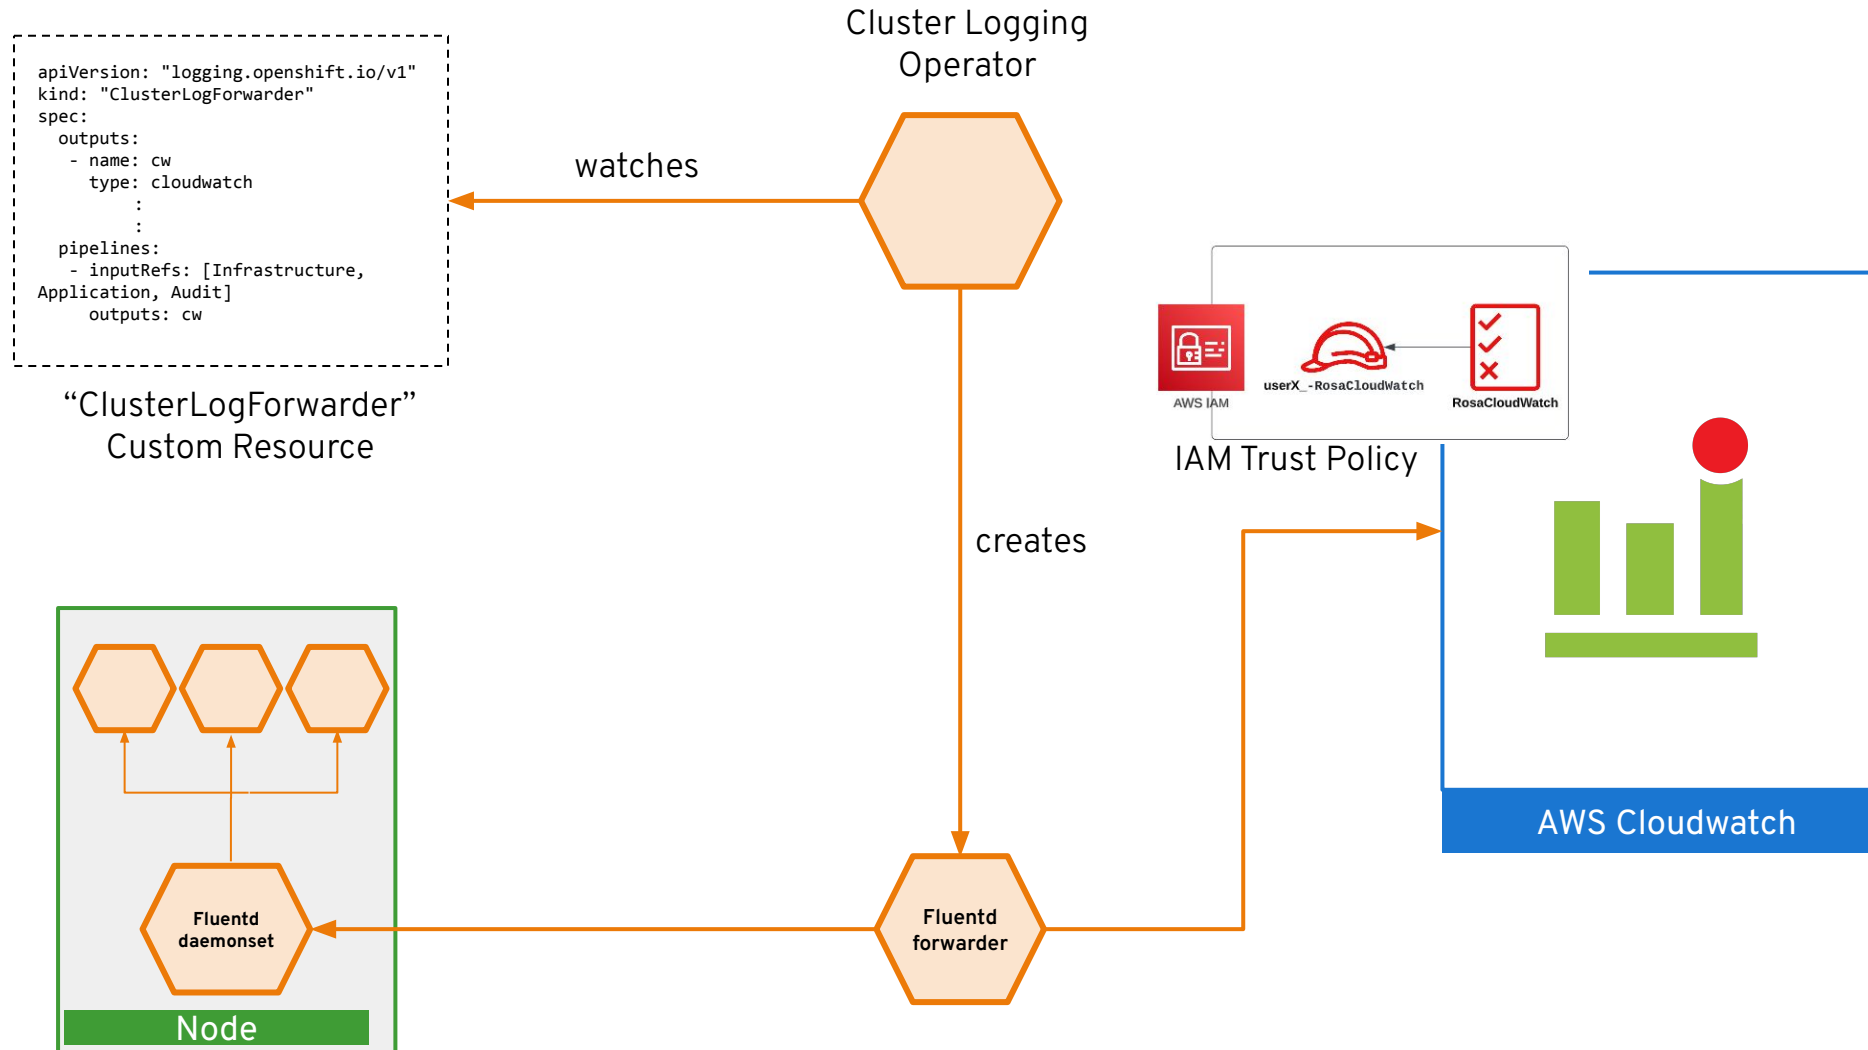 Cluster Logging
Operator
apiVersion: "logging.openshift.io/v1"
kind: "ClusterLogForwarder"
spec:
  outputs:
   - name: cw
     type: cloudwatch
          :
          :
  pipelines:
   - inputRefs: [Infrastructure,
Application, Audit]
     outputs: cw
watches
“ClusterLogForwarder”
Custom Resource
AWS IAM
userX_-RosaCloudWatch
RosaCloudWatch
IAM Trust Policy
creates
AWS Cloudwatch
Fluentd
daemonset
Fluentd
forwarder
Node